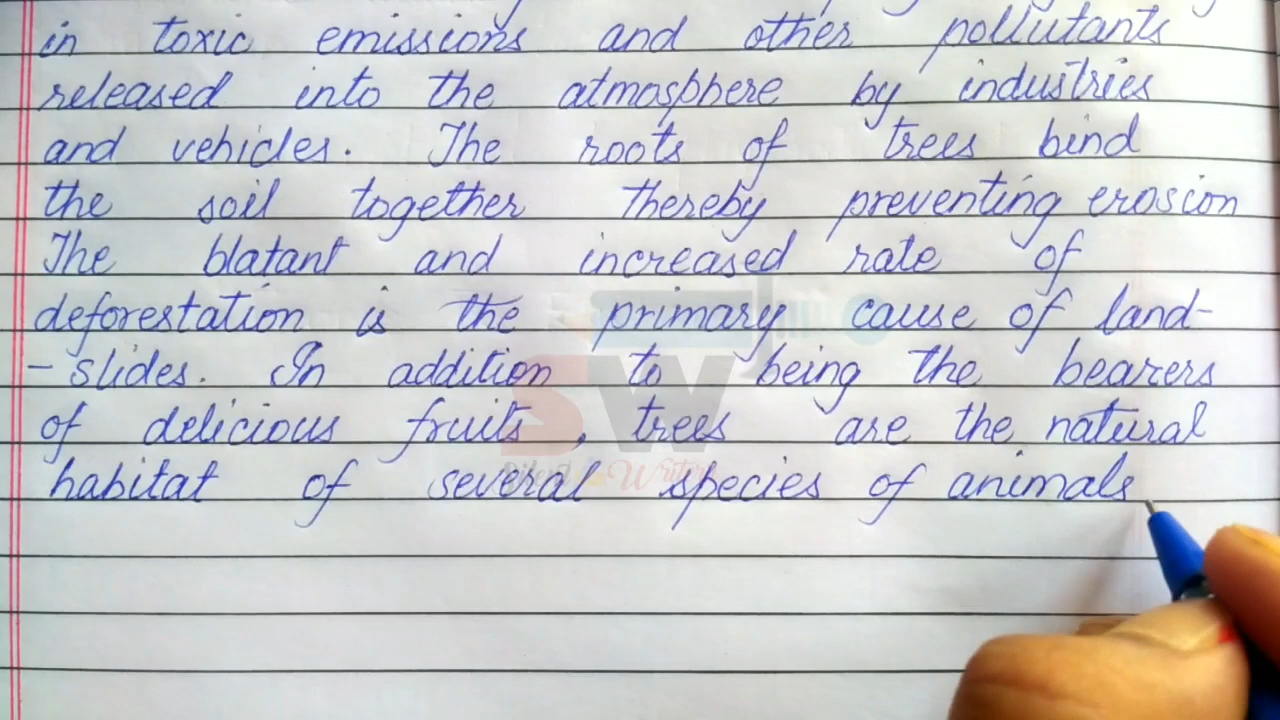 in toxic emissions and other pollutants
released into the atmosphere by industries
and vehicles. The roots of trees bind
the soil together thereby preventing erosion
The blatant and increased rate of
deforestation is the primary cause of land-
- slides. In addition to being the bearers
of delicious fruits, trees are the natural
habitat of several species of animals
SW